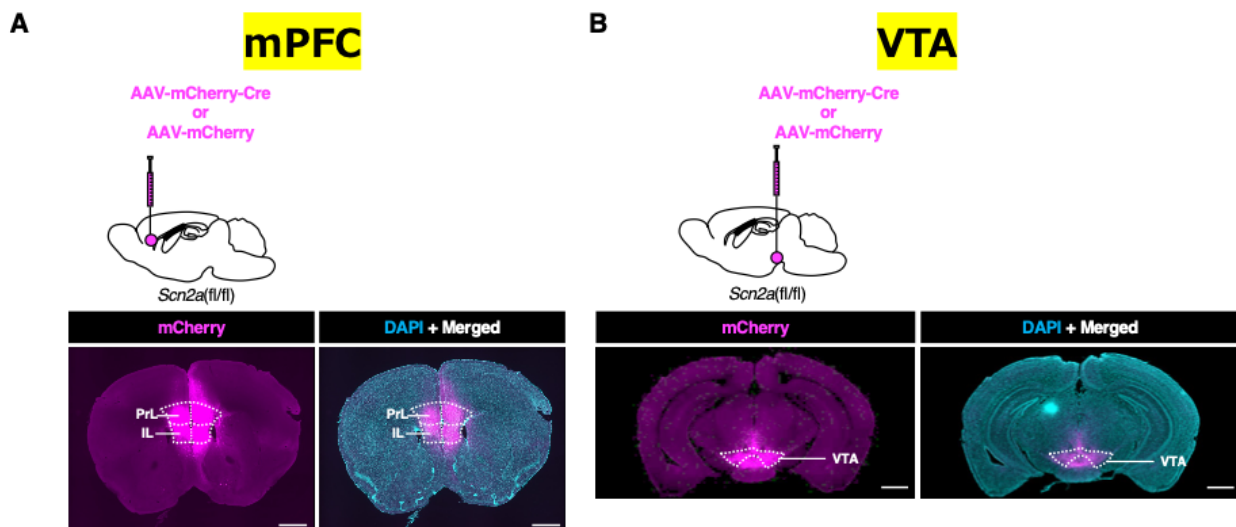 A
mPFC
AAV-mCherry-Cre
or
AAV-mCherry
Scn2a(fl/fl)
mCherry
DAPI + Merged
PrL
IL
PrL
IL
B
VTA
AAV-mCherry-Cre
or
AAV-mCherry
Scn2a(fl/fl)
mCherry
DAPI + Merged
VTA
VTA